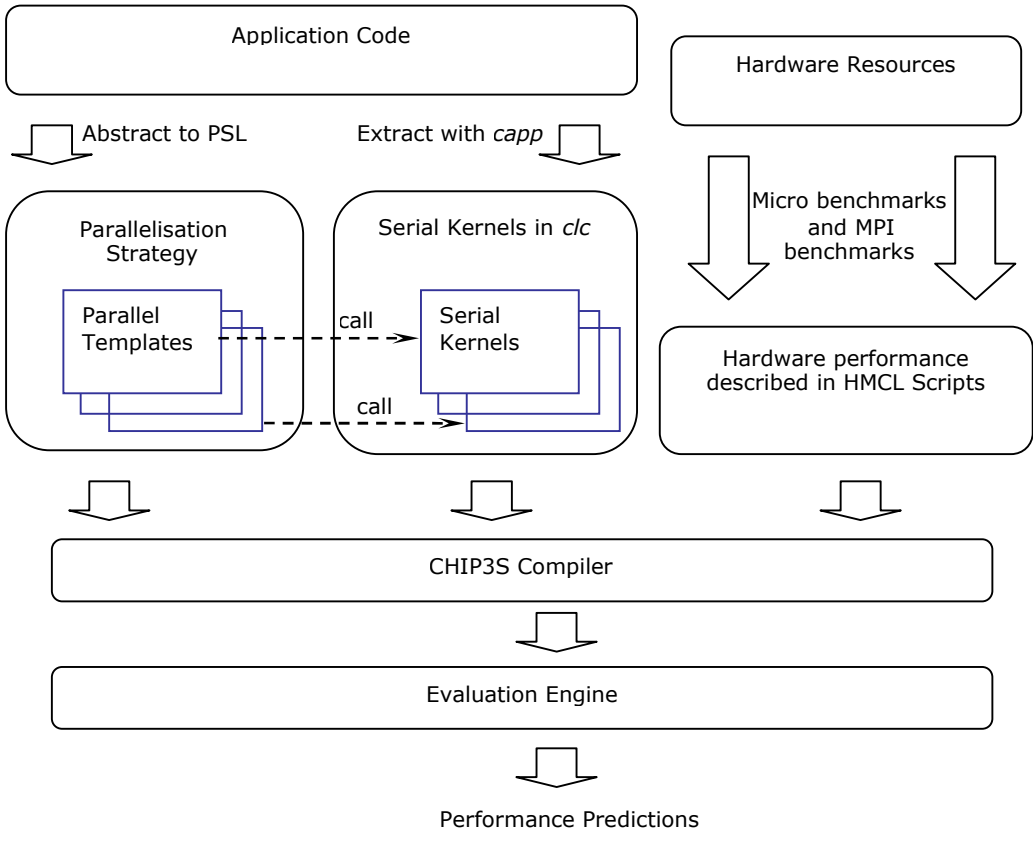 Application Code
Hardware Resources
Abstract to PSL
Extract with capp
Micro benchmarks
and MPI
benchmarks
Parallelisation
Strategy
Serial Kernels in clc
Parallel
Templates
call
Serial
Kernels
call
Hardware performance
described in HMCL Scripts
CHIP3S Compiler
Evaluation Engine
Performance Predictions